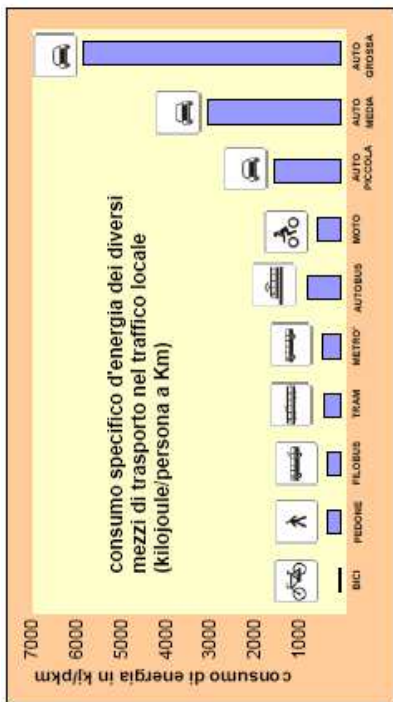 consumo specifico d'energia dei diversi
mezzi di trasporto nel traffico locale
(kilojoule/persona a Km)
consumo di energia in kj/pkm
7000
6000
5000
4000
3000
2000
1000
BICI
PEDONE
FILOBUS
TRAM
METRO'
AUTOBUS
MOTO
AUTO
PICCOLA
AUTO
MEDIA
AUTO
GROSSA